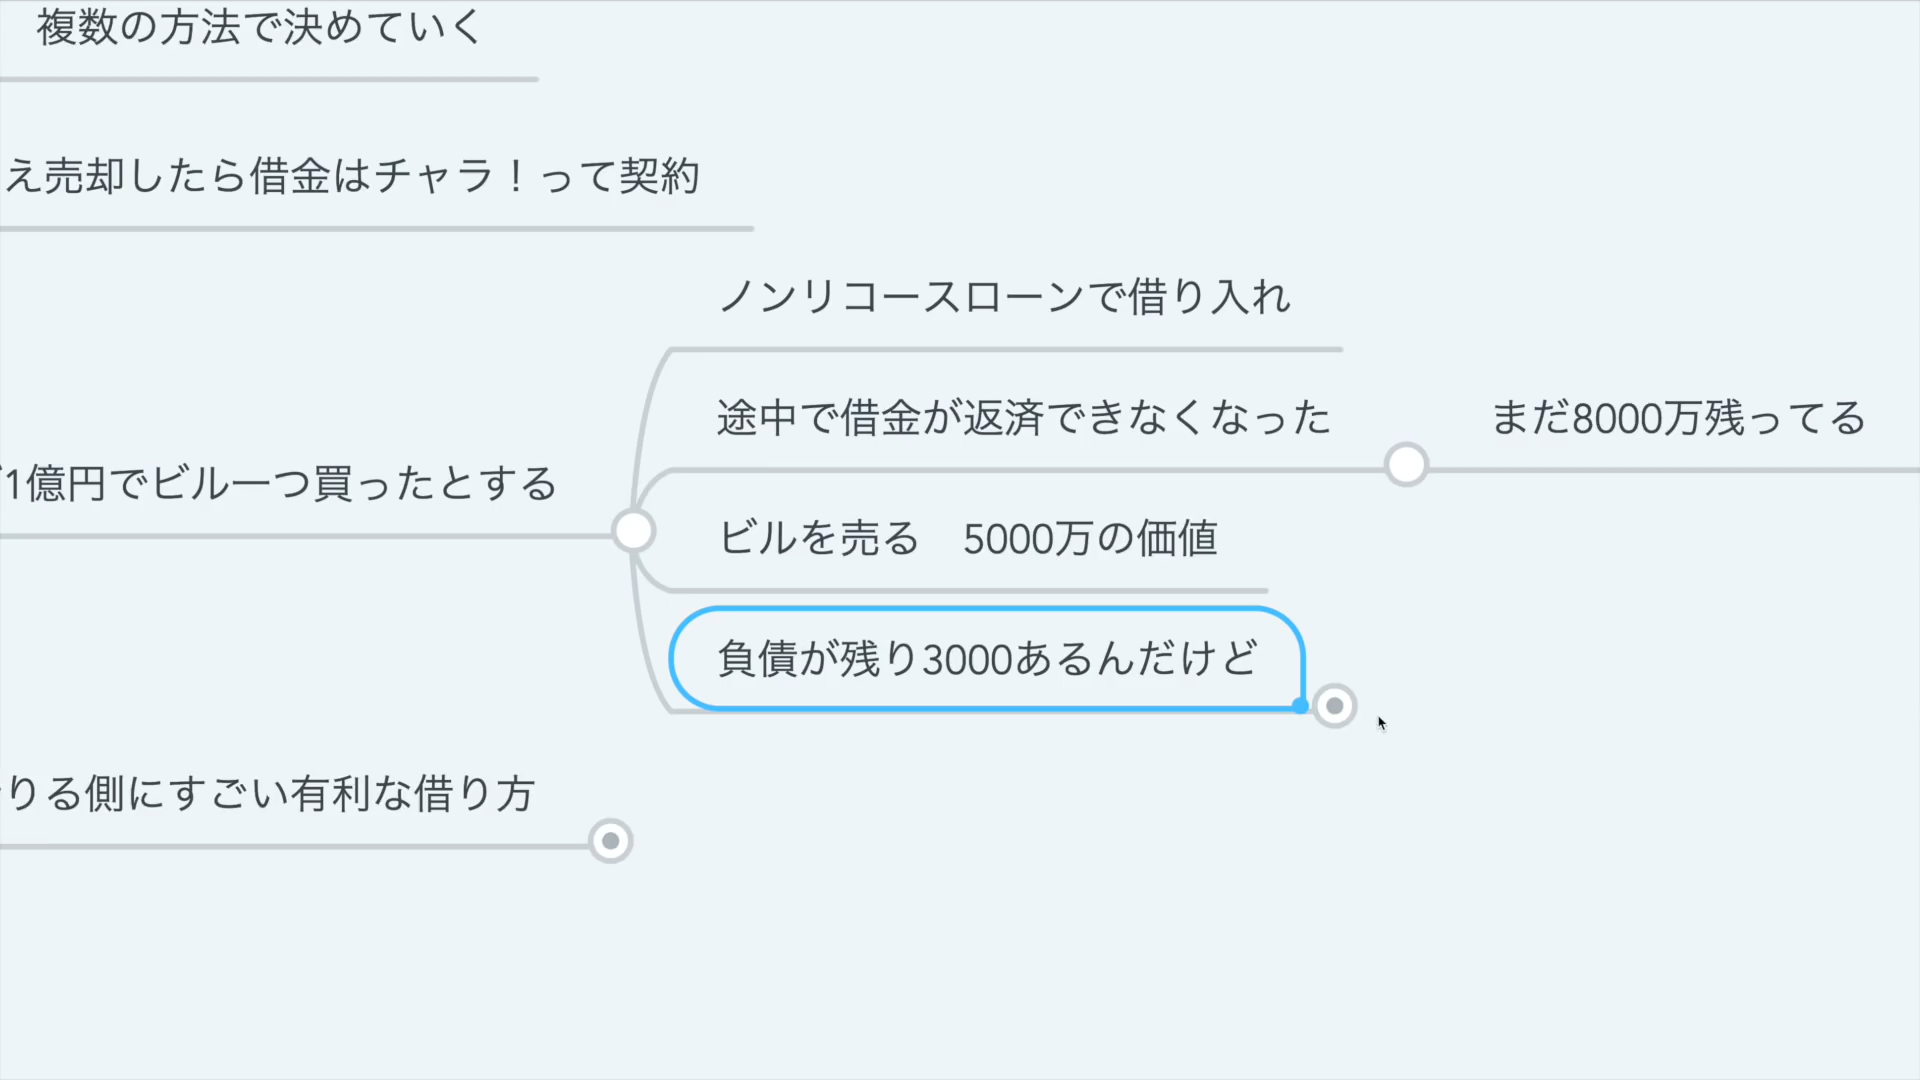 複数の方法で決めていく
え売却したら借金はチャラ！って契約
ノンリコースローンで借り入れ
途中で借金が返済できなくなった
まだ8000万残ってる
1億円でビル一つ買ったとする
ビルを売る　5000万の価値
負債が残り3000あるんだけど
りる側にすごい有利な借り方